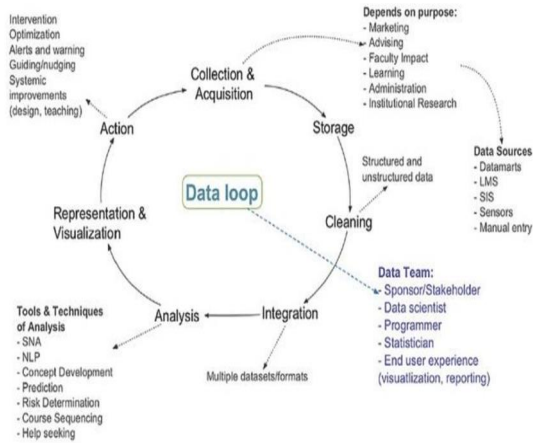 Intervention
Optimization
Alerts and warning
Guiding/nudging
Systemic
improvements
(design, teaching)
Depends on purpose:
- Marketing
- Advising
- Faculty Impact
- Learning
- Administration
- Institutional Research
Collection &
Acquisition
Action
Storage
Data Sources
- Datamarts
- LMS
- SiS
- Sensors
- Manual entry
Structured and
unstructured data
Data loop
Representation &
Visualization
Cleaning
Data Team:
- Sponsor/Stakeholder
- Data scientist
- Programmer
- Statistician
- End user experience
(visuatlization, reporting)
Analysis
Integration
Tools & Techniques
of Analysis
- SNA
- NLP
- Concept Development
- Prediction
- Risk Determination
- Course Sequencing
- Help seeking
Multiple datasets/formats